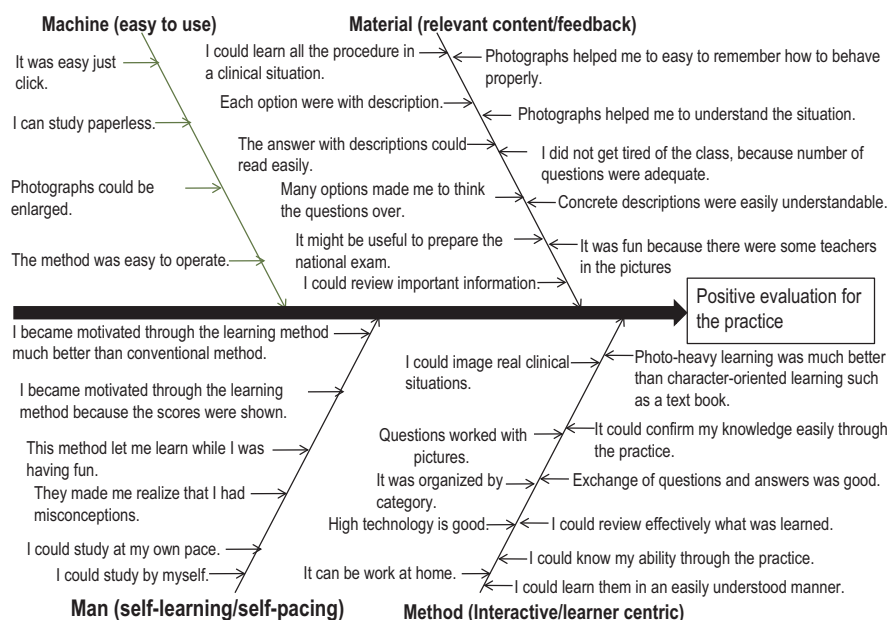 Machine (easy to use)
It was easy just
click.
I can study paperless.
Photographs could be
enlarged.
The method was easy to operate.
Material (relevant content/feedback)
I could learn all the procedure in
a clinical situation.
Each option were with description.
The answer with descriptions could
read easily.
Many options made me to think
the questions over.
It might be useful to prepare the
national exam.
I could review important information.
Photographs helped me to easy to remember how to behave
properly.
Photographs helped me to understand the situation.
I did not get tired of the class, because number of
questions were adequate.
Concrete descriptions were easily understandable.
It was fun because there were some teachers
in the pictures
Positive evaluation for
the practice
I became motivated through the learning method
much better than conventional method.
I became motivated through the learning
method because the scores were shown.
This method let me learn while I was
having fun.
They made me realize that I had
misconceptions.
I could study at my own pace.
I could study by myself.
Man (self-learning/self-pacing)
I could image real clinical
situations.
Questions worked with
pictures.
It was organized by
category.
High technology is good.
It can be work at home.
Photo-heavy learning was much better
than character-oriented learning such
as a text book.
It could confirm my knowledge easily through
the practice.
Exchange of questions and answers was good.
I could review effectively what was learned.
I could know my ability through the practice.
I could learn them in an easily understood manner.
Method (Interactive/learner centric)